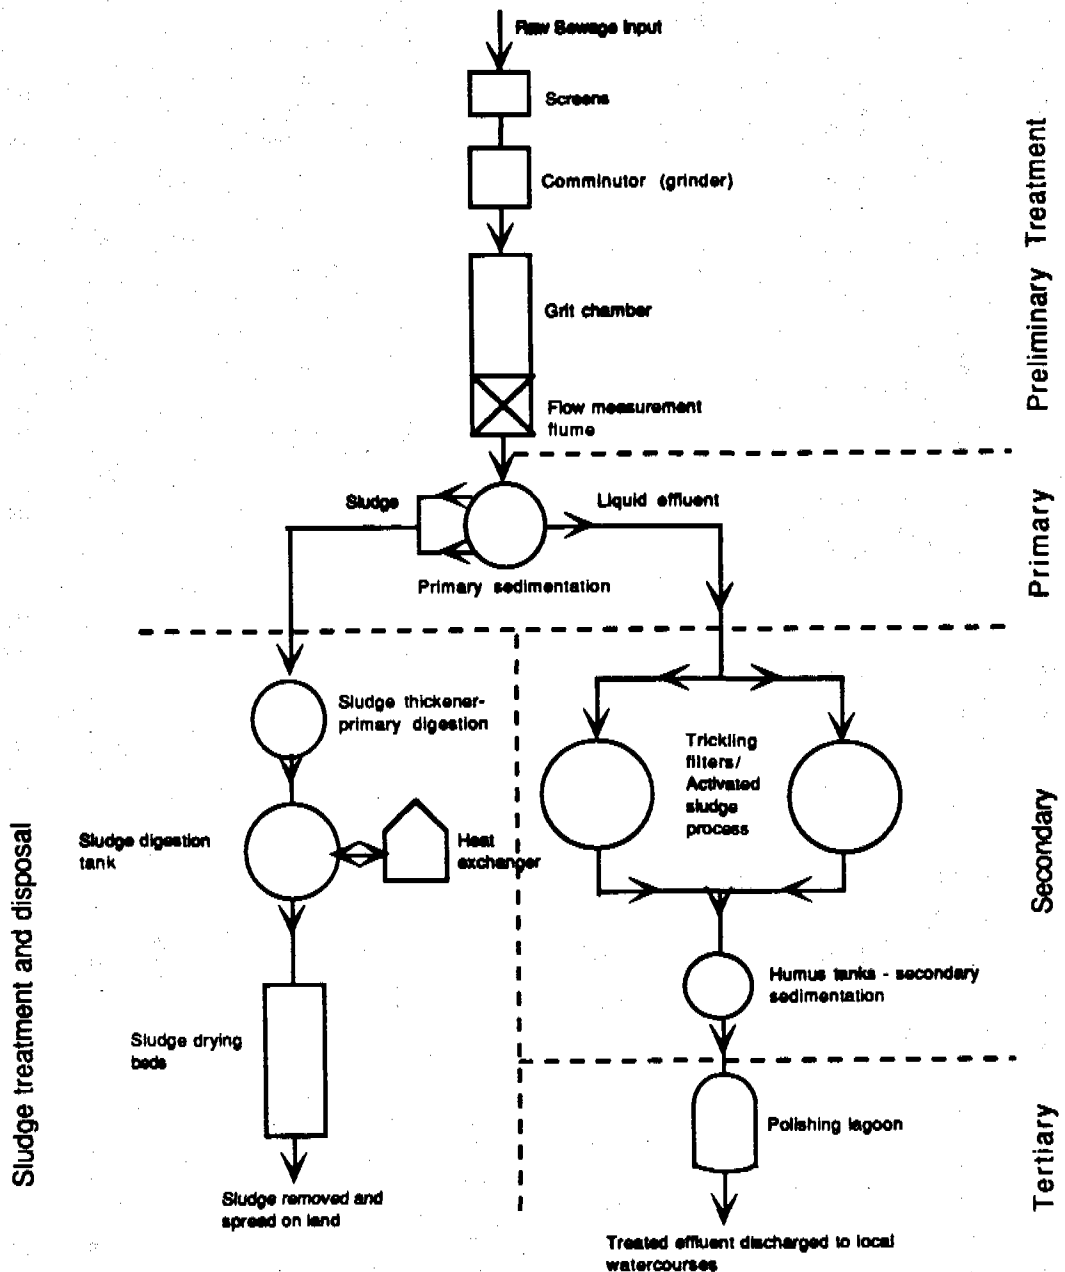 Raw Sewage Input
Screens
Comminutor (grinder)
Grit chamber
Flow measurement
flume
Preliminary Treatment
Sludge
Liquid effluent
Primary sedimentation
Primary
Sludge thickener-
primary digestion
Sludge digestion
tank
Heat
exchanger
Sludge drying
beds
Sludge removed and
spread on land
Sludge treatment and disposal
Trickling
filters/
Activated
sludge
process
Humus tanks - secondary
sedimentation
Secondary
Polishing lagoon
Treated effluent discharged to local
watercourses
Tertiary